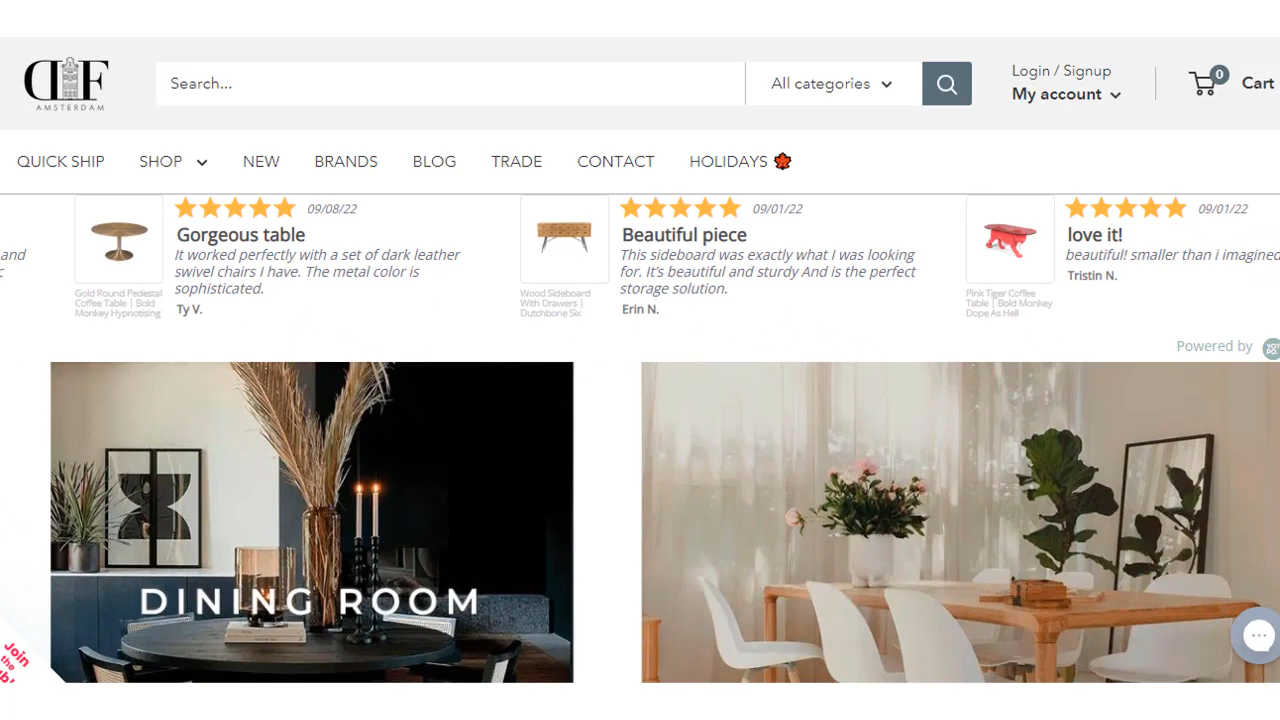 DF
AMSTERDAM
Search...
All categories
Login / Signup
My account
0
Cart
QUICK SHIP
SHOP
NEW
BRANDS
BLOG
TRADE
CONTACT
HOLIDAYS
and
09/08/22
Gorgeous table
It worked perfectly with a set of dark leather
swivel chairs I have. The metal color is
sophisticated.
Ty V.
Gold Round Pedestal
Coffee Table | Bold
Monkey Hypnotising
09/01/22
Beautiful piece
This sideboard was exactly what I was looking
for. It's beautiful and sturdy And is the perfect
storage solution.
Erin N.
Wood Sideboard
With Drawers |
Dutchbone Six
09/01/22
love it!
beautiful! smaller than i imagined
Tristin N.
Pink Tiger Coffee
Table | Bold Monkey
Dope As Hell
Powered by
DINING ROOM
Join
the